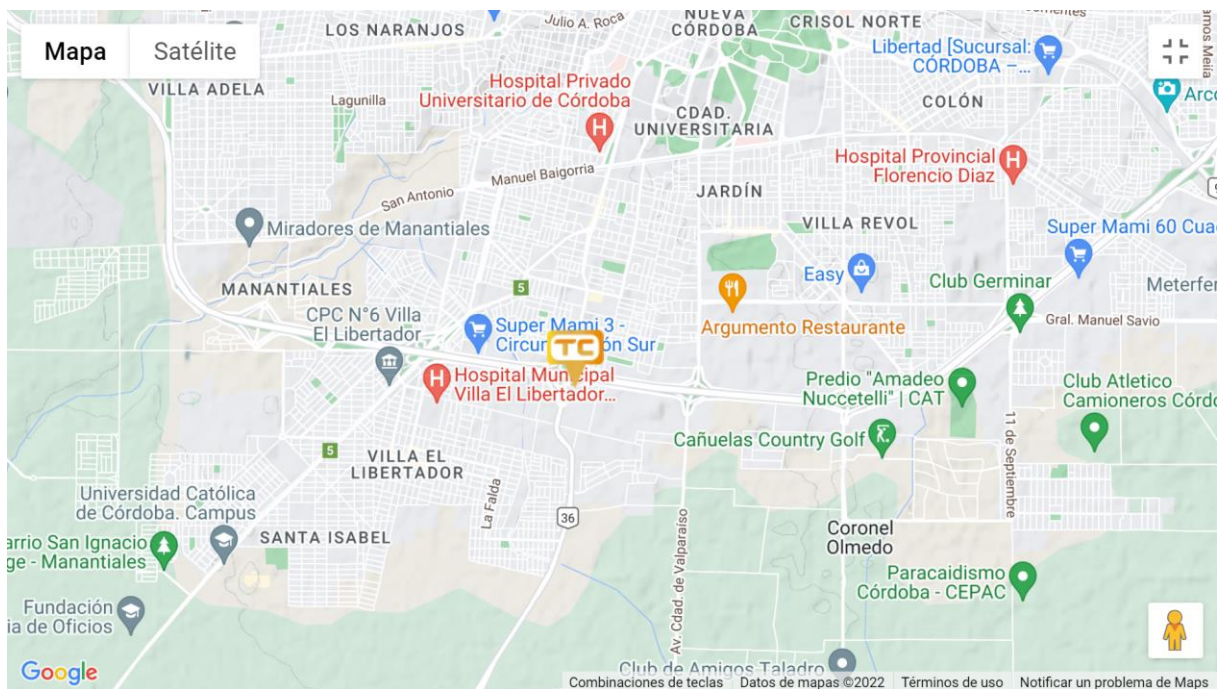 Mapa
Satélite
LOS NARANJOS
Julio A. Roca
NUEVA
CÓRDOBA
CRISOL NORTE
Libertad [Sucursal:
CÓRDOBA –...
VILLA ADELA
Lagunilla
Hospital Privado
Universitario de Córdoba
CDAD.
UNIVERSITARIA
COLÓN
Arco
Manuel Baigorria
San Antonio
Hospital Provincial
Florencio Diaz
JARDÍN
Miradores de Manantiales
VILLA REVOL
Super Mami 60 Cua
Easy
Club Germinar
Meterfer
MANANTIALES
5
CPC N°6 Villa
El Libertador
Super Mami 3 -
Sur
TC
Argumento Restaurante
Gral. Manuel Savio
Hospital Municipal
Villa El Libertador...
Predio "Amadeo
Nuccetelli" | CAT
Club Atletico
Camioneros Córdo
Cañuelas Country Golf
11 de Septiembre
5
VILLA EL
LIBERTADOR
Universidad Católica
de Córdoba. Campus
La Falda
36
Av. Cdad. de Valparaíso
Coronel
Olmedo
SANTA ISABEL
arrio San Ignacio
ge - Manantiales
Paracaidismo
Córdoba - CEPAC
Fundación
ia de Oficios
Club de Amigos Taladro
Google
Combinaciones de teclas
Datos de mapas ©2022
Términos de uso
Notificar un problema de Maps